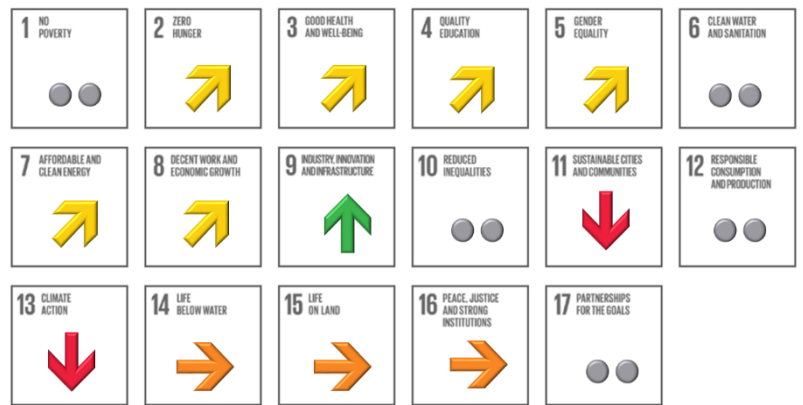 1 NO
POVERTY
2 ZERO
HUNGER
3 GOOD HEALTH
AND WELL-BEING
4 QUALITY
EDUCATION
5 GENDER
EQUALITY
6 CLEAN WATER
AND SANITATION
7 AFFORDABLE AND
CLEAN ENERGY
8 DECENT WORK AND
ECONOMIC GROWTH
9 INDUSTRY, INNOVATION
AND INFRASTRUCTURE
10 REDUCED
INEQUALITIES
11 SUSTAINABLE CITIES
AND COMMUNITIES
12 RESPONSIBLE
CONSUMPTION
AND PRODUCTION
13 CLIMATE
ACTION
14 LIFE
BELOW WATER
15 LIFE
ON LAND
16 PEACE, JUSTICE
AND STRONG
INSTITUTIONS
17 PARTNERSHIPS
FOR THE GOALS